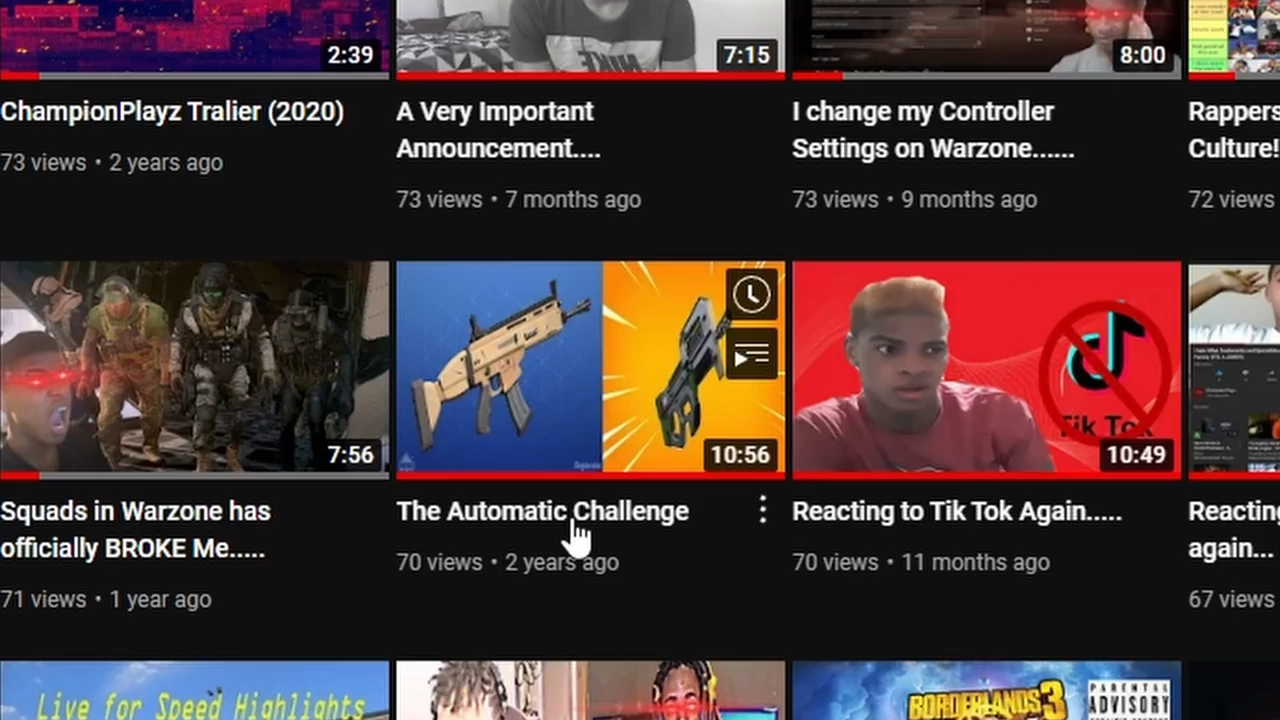 2:39
7:15
8:00
ChampionPlayz Tralier (2020)
73 views • 2 years ago
A Very Important
Announcement....
73 views • 7 months ago
I change my Controller
Settings on Warzone......
73 views • 9 months ago
Rappers
Culture!
72 views
7:56
10:56
Tik Tok
10:49
Squads in Warzone has
officially BROKE Me.....
71 views • 1 year ago
The Automatic Challenge
70 views • 2 years ago
Reacting to Tik Tok Again.....
70 views • 11 months ago
Reacting
again...
67 views
Live for Speed Highlights
BORDERLANDS 3
PARENTAL
ADVISORY